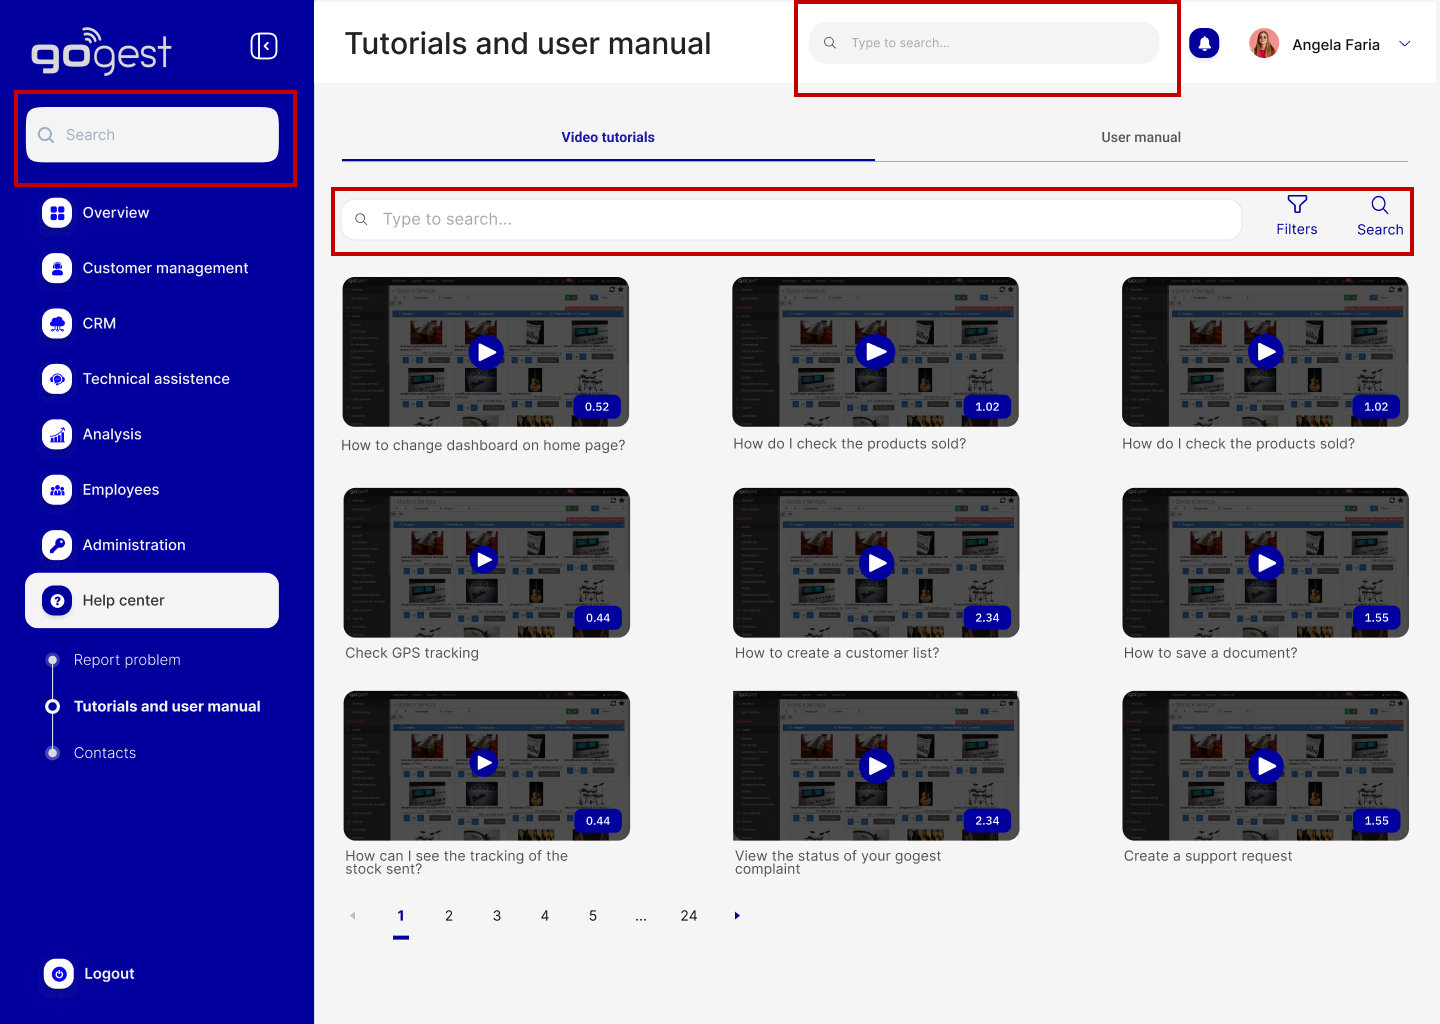 gogest
Tutorials and user manual
Type to search...
Angela Faria
Search
Video tutorials
User manual
Type to search...
Filters
Search
Overview
Customer management
CRM
Technical assistence
Analysis
Employees
Administration
Help center
Report problem
Tutorials and user manual
Contacts
Logout
0.52
1.02
1.02
How to change dashboard on home page?
How do I check the products sold?
How do I check the products sold?
0.44
2.34
1.55
Check GPS tracking
How to create a customer list?
How to save a document?
0.44
2.34
1.55
How can I see the tracking of the
stock sent?
View the status of your gogest
complaint
Create a support request
1 2 3 4 5 ... 24